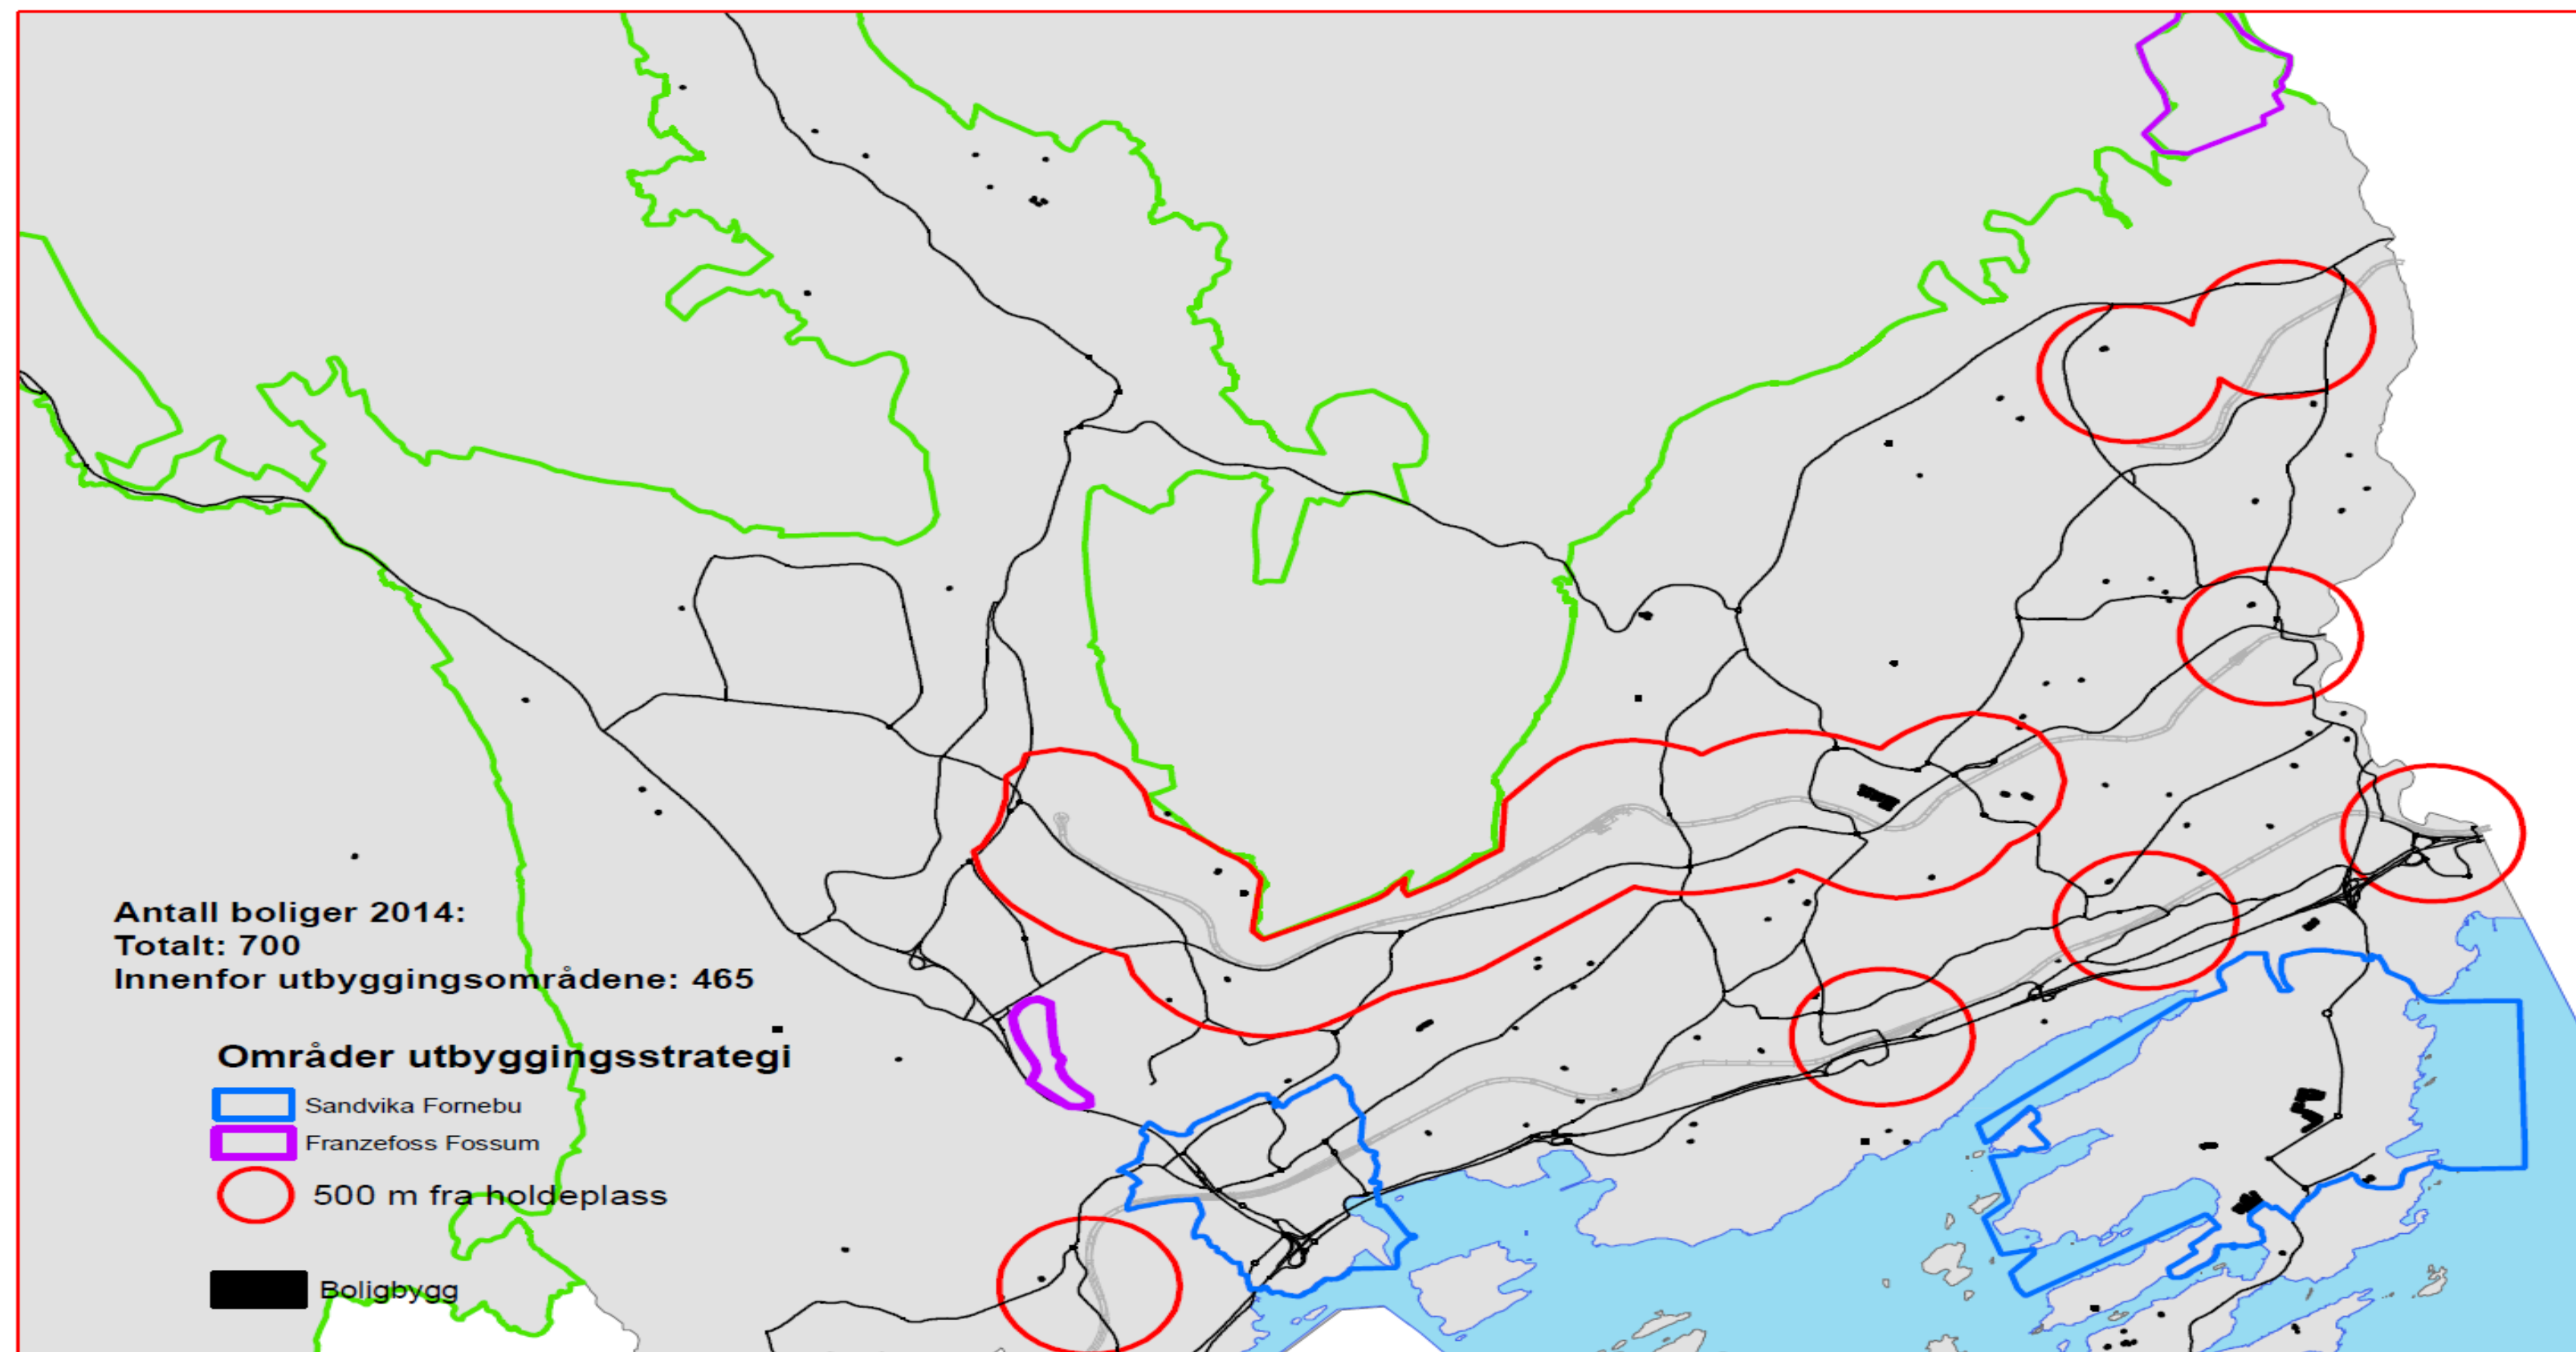 Antall boliger 2014:
Totalt: 700
Innenfor utbyggingsområdene: 465
Områder utbyggingsstrategi
Sandvika Fornebu
Franzefoss Fossum
500 m fra holdeplass
Boligbygg